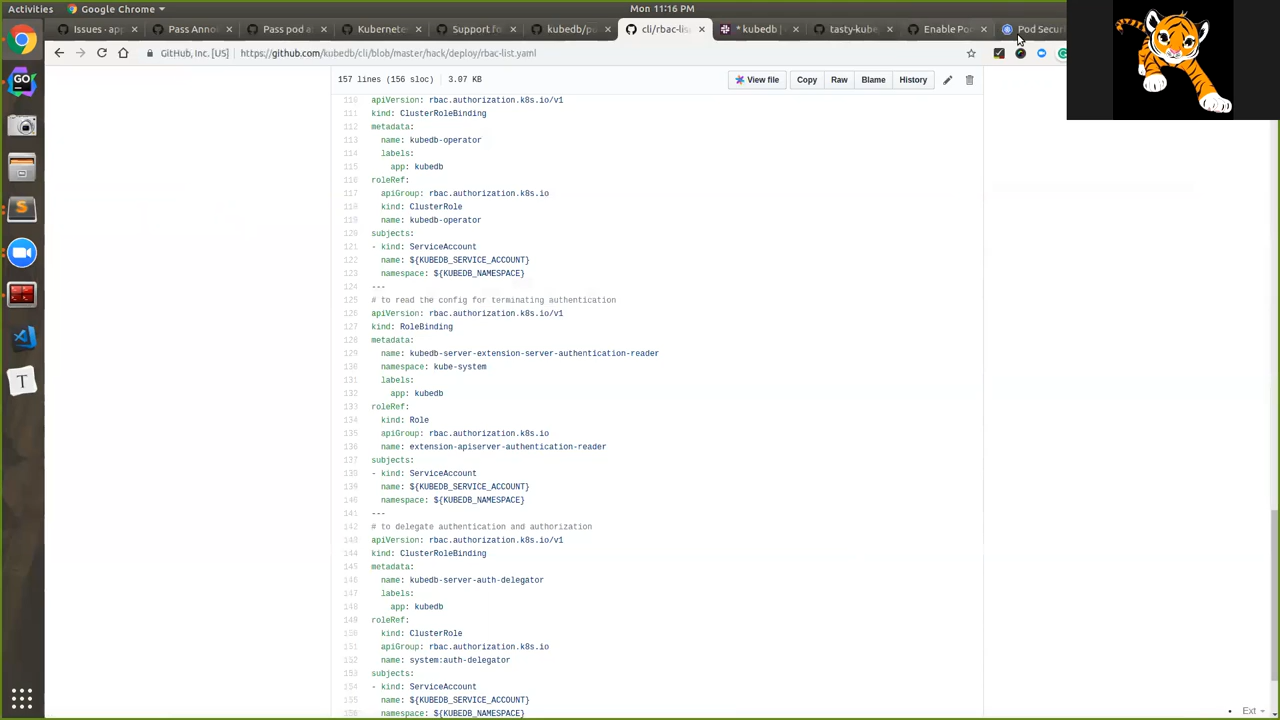 Activities
Google Chrome
Mon 11:16 PM
Issues · ap
Pass Anno
Pass pod a
Kubernete
Support fo
kubedb/pu
cli/rbac-lis
* kubedb |
tasty-kube
Enable Po
Pod Secur
GitHub, Inc. [US]
https://github.com/kubedb/cli/blob/master/hack/deploy/rbac-list.yaml
157 lines (156 sloc) 3.07 KB
View file
Copy
Raw
Blame
History
110 apiVersion: rbac.authorization.k8s.io/v1
111 kind: ClusterRoleBinding
112 metadata:
113 name: kubedb-operator
114 labels:
115 app: kubedb
116 roleRef:
117 apiGroup: rbac.authorization.k8s.io
118 kind: ClusterRole
119 name: kubedb-operator
120 subjects:
121 - kind: ServiceAccount
122 name: ${KUBEDB_SERVICE_ACCOUNT}
123 namespace: ${KUBEDB_NAMESPACE}
124 ---
125 # to read the config for terminating authentication
126 apiVersion: rbac.authorization.k8s.io/v1
127 kind: RoleBinding
128 metadata:
129 name: kubedb-server-extension-server-authentication-reader
130 namespace: kube-system
131 labels:
132 app: kubedb
133 roleRef:
134 kind: Role
135 apiGroup: rbac.authorization.k8s.io
136 name: extension-apiserver-authentication-reader
137 subjects:
138 - kind: ServiceAccount
139 name: ${KUBEDB_SERVICE_ACCOUNT}
140 namespace: ${KUBEDB_NAMESPACE}
141 ---
142 # to delegate authentication and authorization
143 apiVersion: rbac.authorization.k8s.io/v1
144 kind: ClusterRoleBinding
145 metadata:
146 name: kubedb-server-auth-delegator
147 labels:
148 app: kubedb
149 roleRef:
150 kind: ClusterRole
151 apiGroup: rbac.authorization.k8s.io
152 name: system:auth-delegator
153 subjects:
154 - kind: ServiceAccount
155 name: ${KUBEDB_SERVICE_ACCOUNT}
156 namespace: ${KUBEDB_NAMESPACE}
Ext